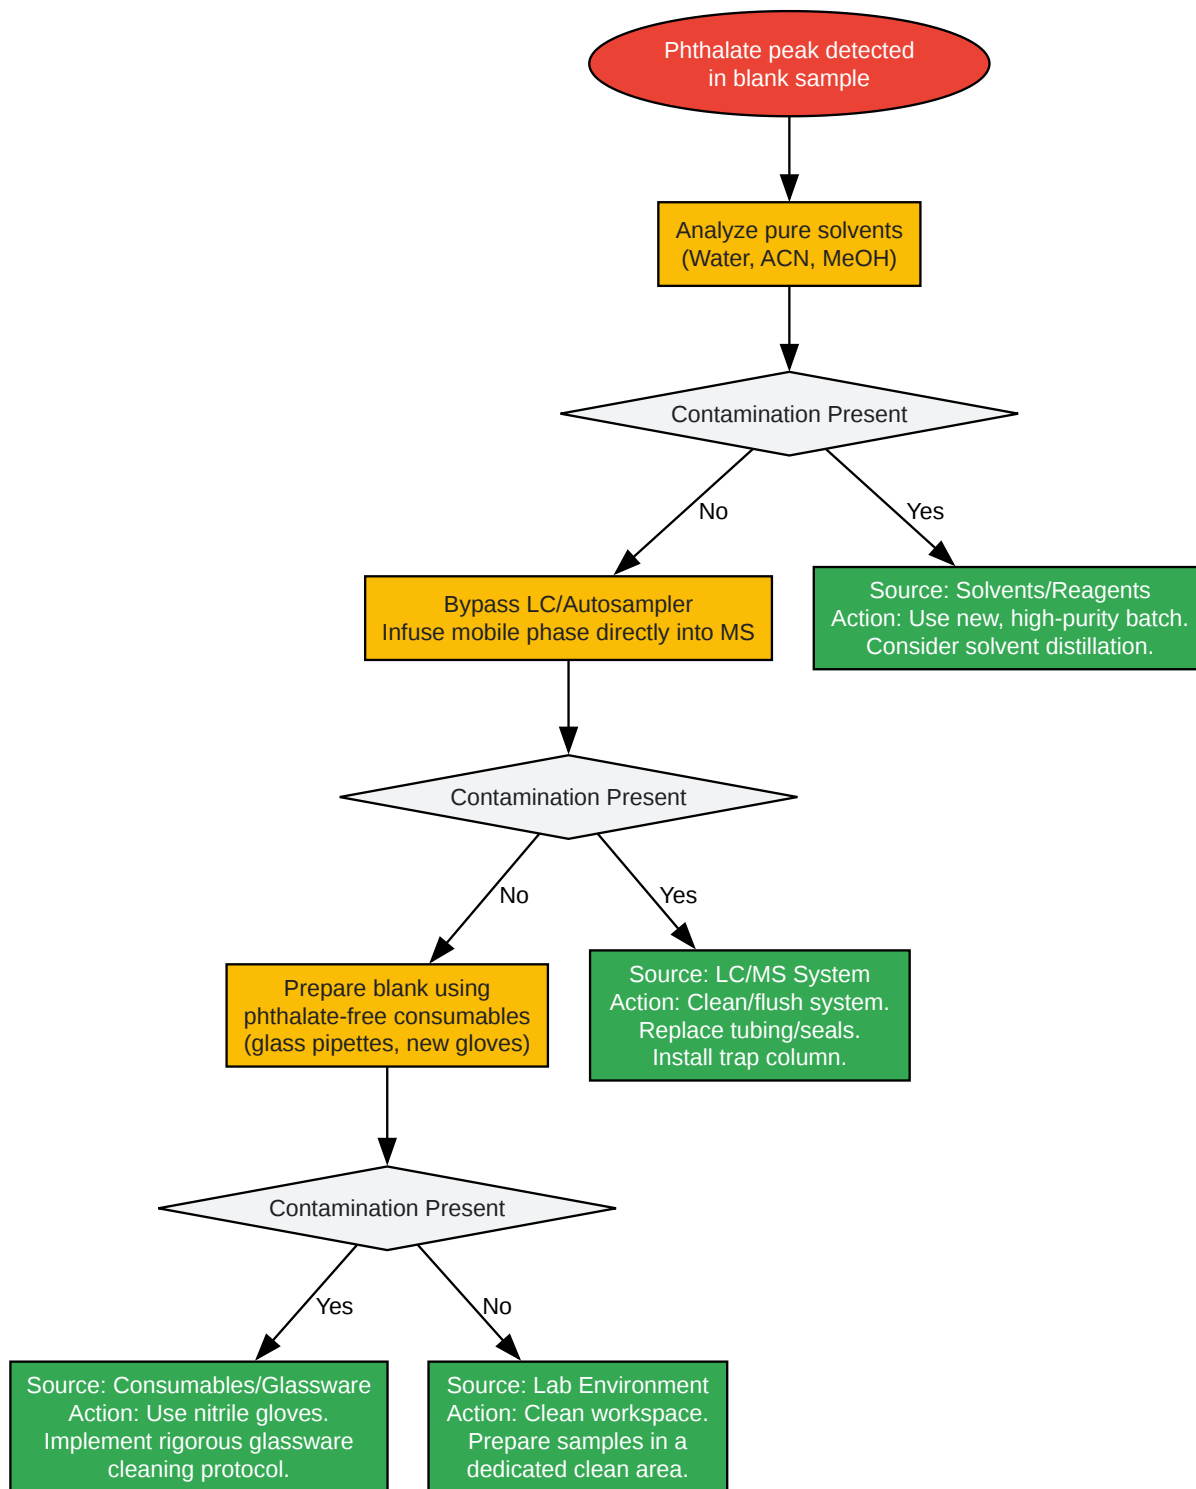 Phthalate peak detected
in blank sample
Analyze pure solvents
(Water, ACN, MeOH)
Contamination Present
No
Yes
Bypass LC/Autosampler
Infuse mobile phase directly into MS
Source: Solvents/Reagents
Action: Use new, high-purity batch.
Consider solvent distillation.
Contamination Present
No
Yes
Prepare blank using
phthalate-free consumables
(glass pipettes, new gloves)
Source: LC/MS System
Action: Clean/flush system.
Replace tubing/seals.
Install trap column.
Contamination Present
Yes
No
Source: Consumables/Glassware
Action: Use nitrile gloves.
Implement rigorous glassware
cleaning protocol.
Source: Lab Environment
Action: Clean workspace.
Prepare samples in a
dedicated clean area.